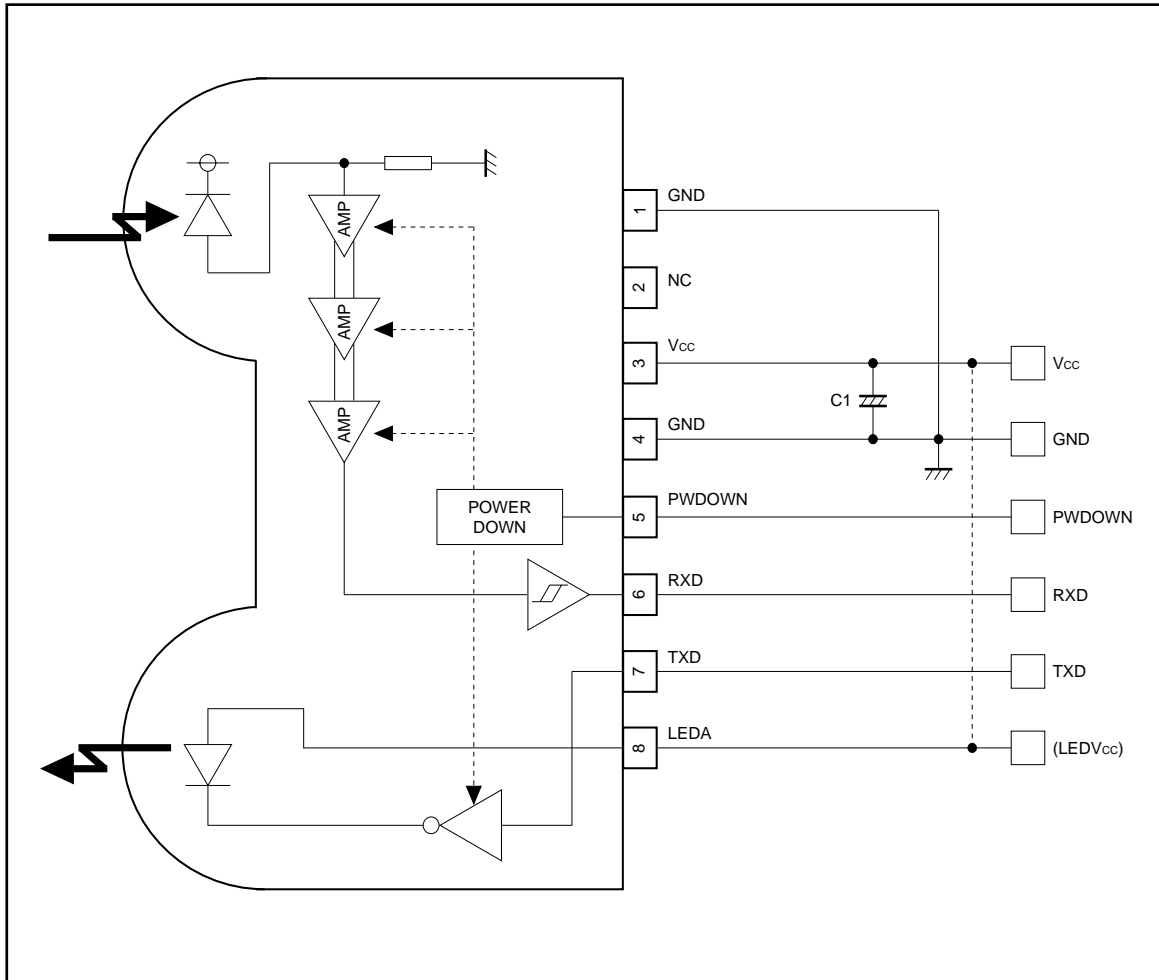 AMP
AMP
AMP
POWER
DOWN
1 GND
2 NC
3 Vcc
4 GND
5 PWDOWN
6 RXD
7 TXD
8 LEDA
C1
Vcc
GND
PWDOWN
RXD
TXD
(LEDVcc)